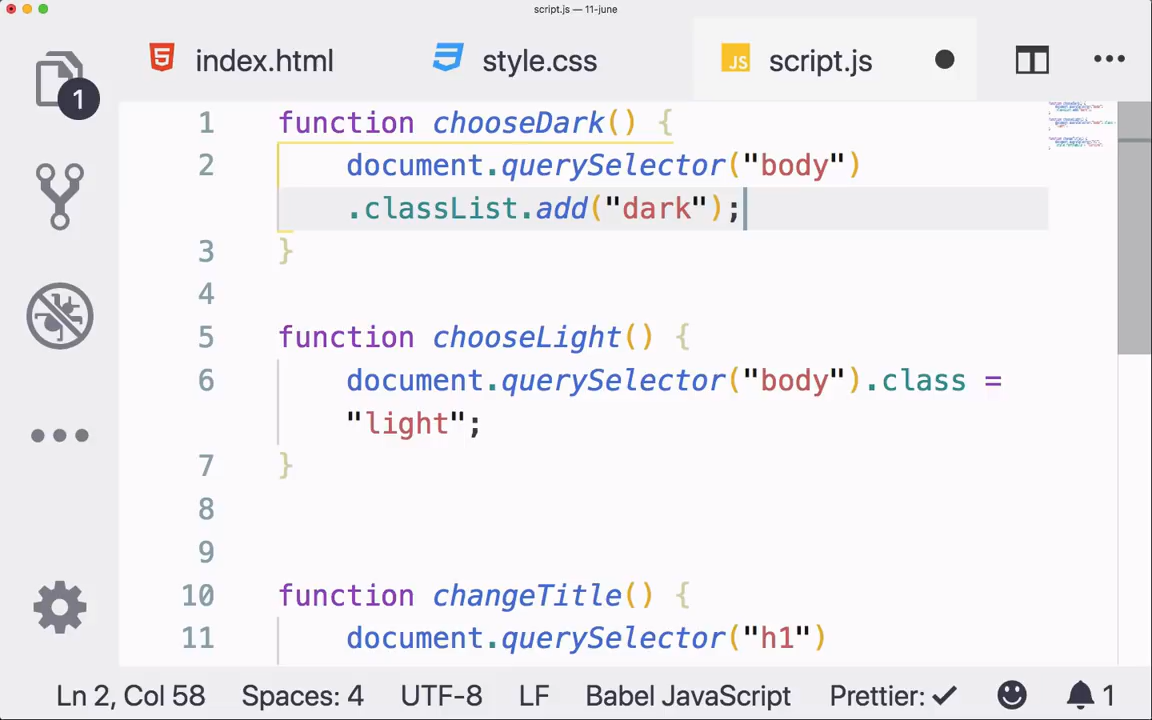 script.js — 11-june
index.html
style.css
JS script.js
1
1 function chooseDark() {
2 document.querySelector("body")
.classList.add("dark");
3 }
4
5 function chooseLight() {
6 document.querySelector("body").class =
"light";
7 }
8
9
10 function changeTitle() {
11 document.querySelector("h1")
Ln 2, Col 58 Spaces: 4 UTF-8 LF Babel JavaScript Prettier: ✓ 1